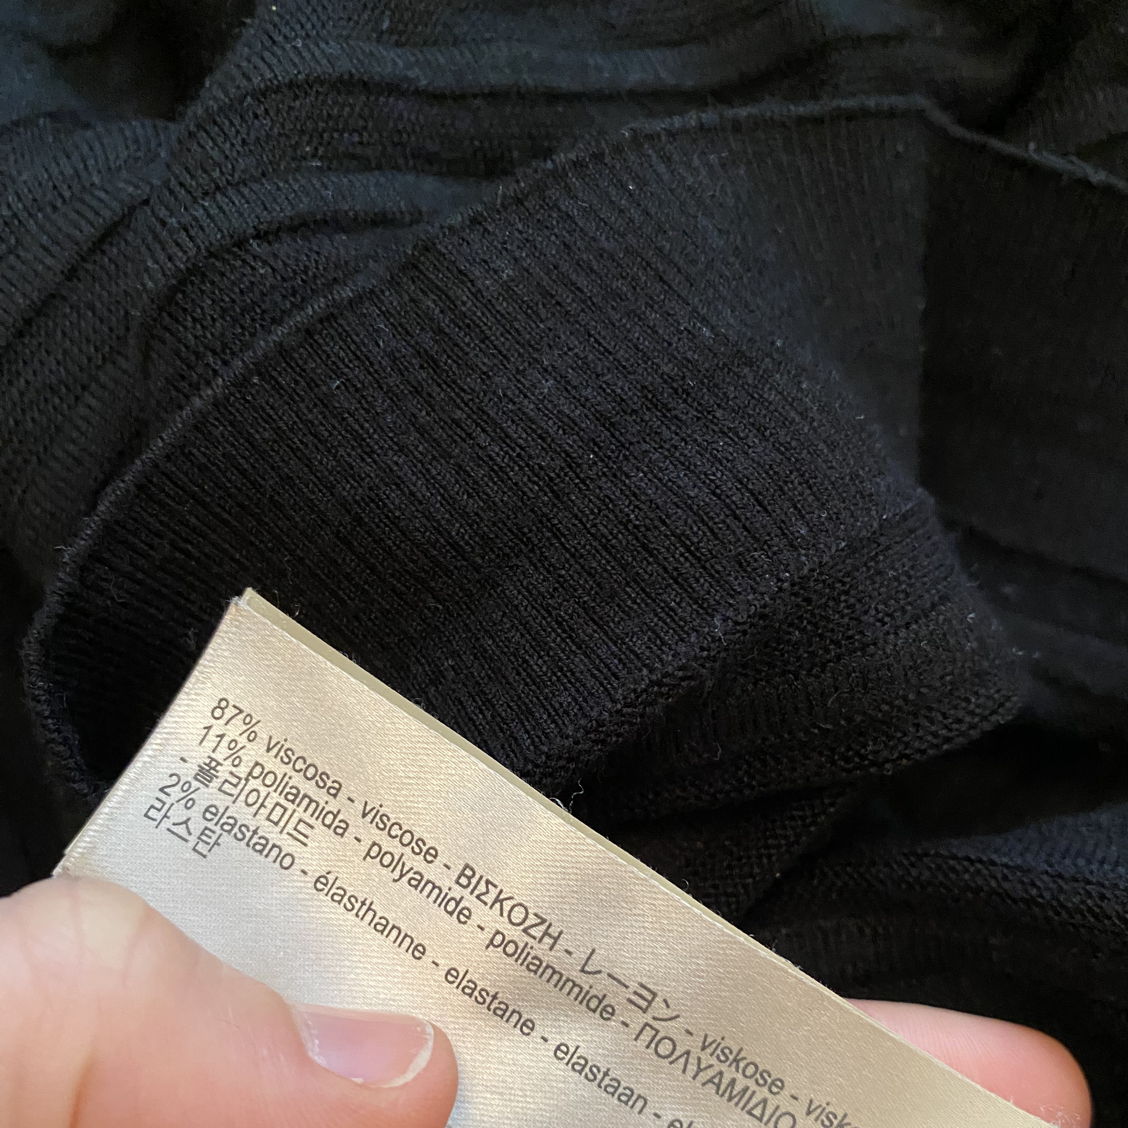 87% viscosa - viscose - ΒΙΣΚΟΖΗ - レーヨン - viskose -
11% poliamida - polyamide - poliammide - ΠΟΛΥΑΜΙΔΙΟ
- 폴리아미드
2% elastano - élasthanne - elastane - elastaan -
라스탄